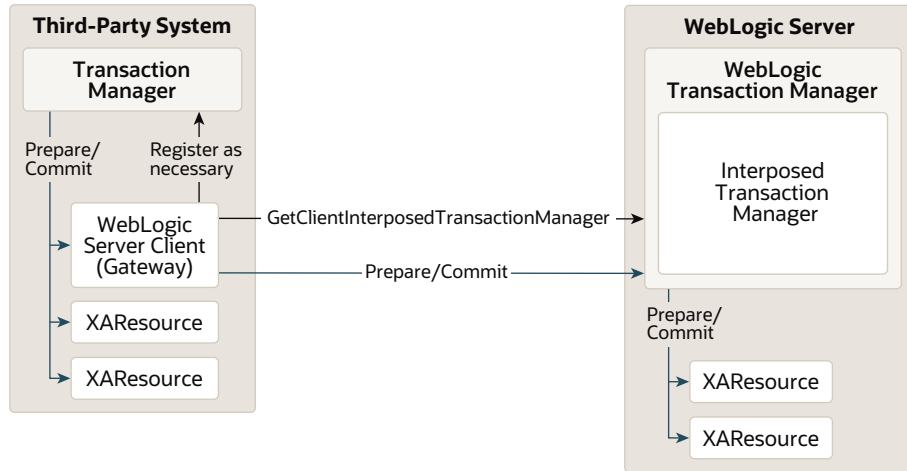 Third-Party System
Transaction
Manager
Prepare/
Commit
Register as
necessary
WebLogic
Server Client
(Gateway)
XAResource
XAResource
GetClientInterposedTransactionManager
Prepare/Commit
WebLogic Server
WebLogic
Transaction Manager
Interposed
Transaction
Manager
Prepare/
Commit
XAResource
XAResource